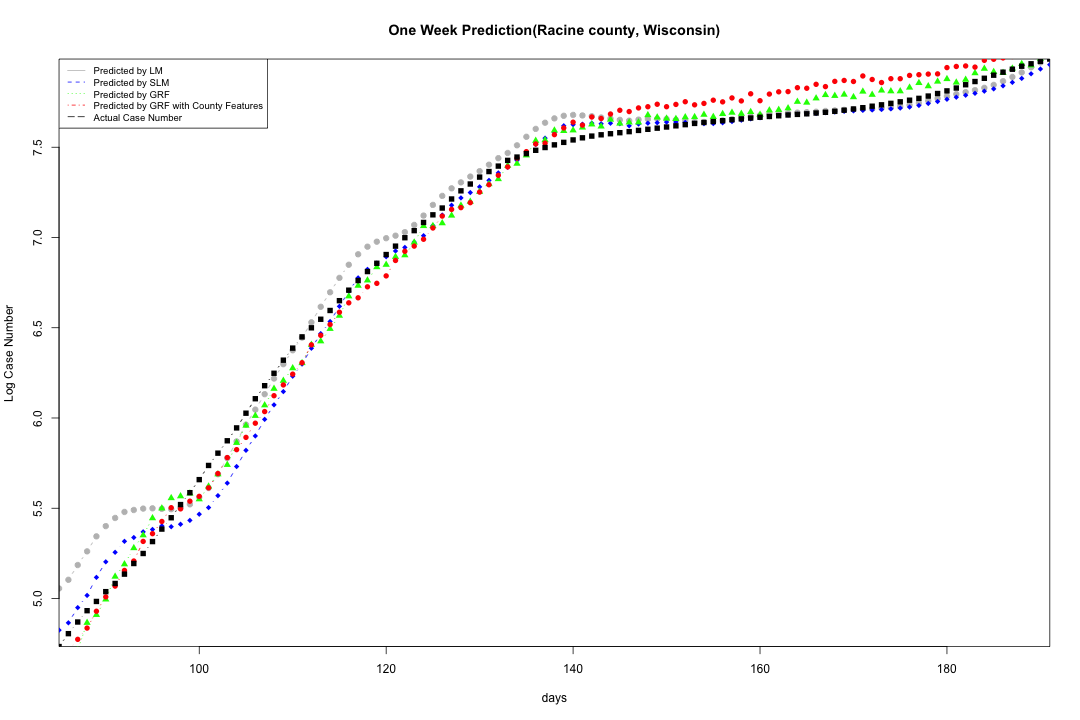 One Week Prediction(Racine county, Wisconsin)
Predicted by LM
Predicted by SLM
Predicted by GRF
Predicted by GRF with County Features
Actual Case Number
Log Case Number
7.5
7.0
6.5
6.0
5.5
5.0
100 120 140 160 180
days